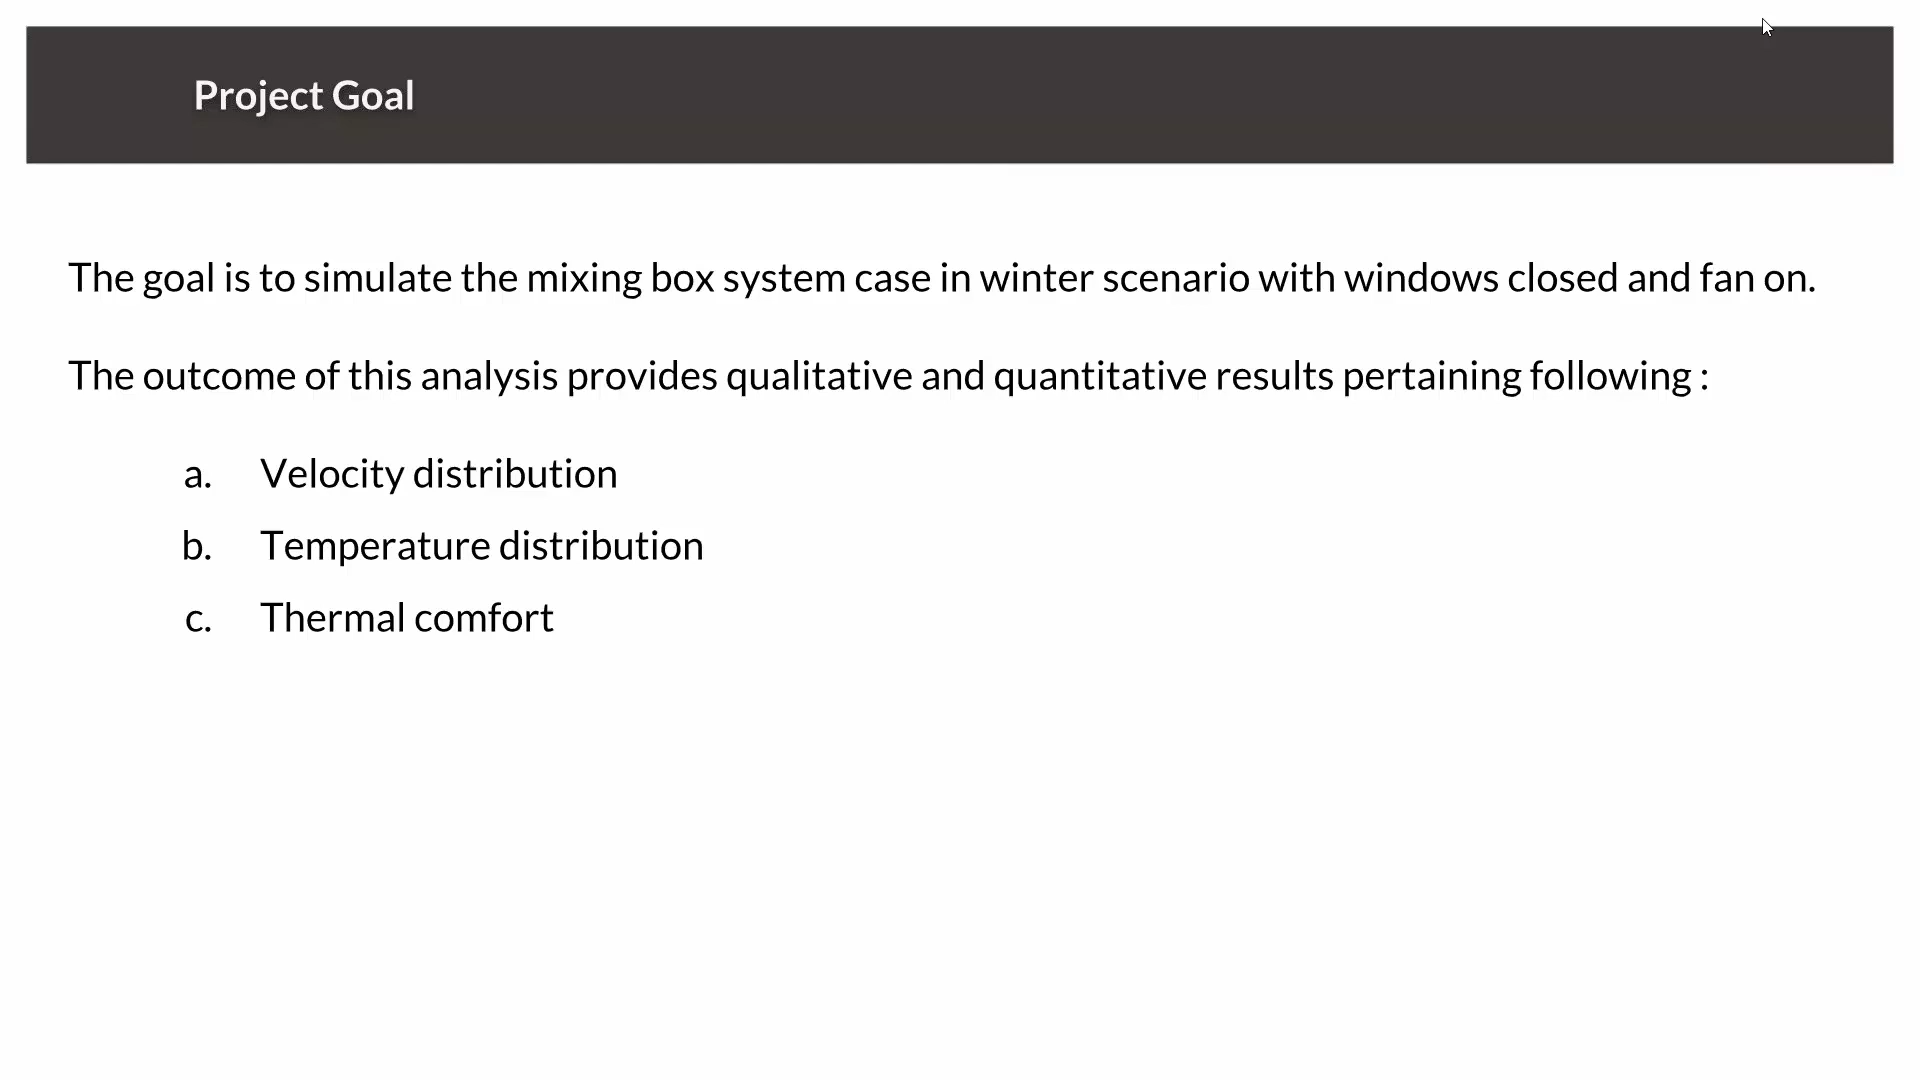 Project Goal
The goal is to simulate the mixing box system case in winter scenario with windows closed and fan on.
The outcome of this analysis provides qualitative and quantitative results pertaining following :
a. Velocity distribution
b. Temperature distribution
c. Thermal comfort